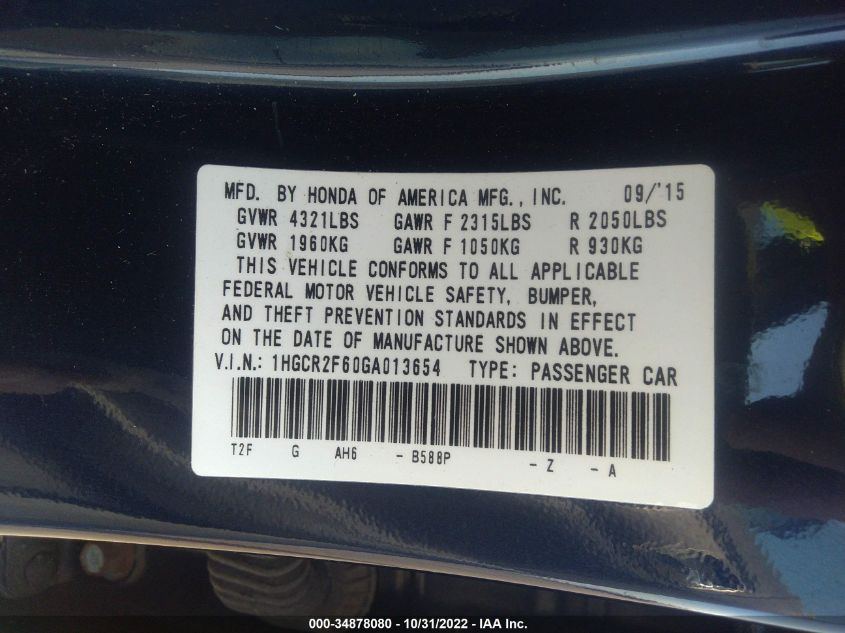 MFD. BY HONDA OF AMERICA MFG., INC. 09/'15
GVWR 4321LBS GAWR F 2315LBS R 2050LBS
GVWR 1960KG GAWR F 1050KG R 930KG
THIS VEHICLE CONFORMS TO ALL APPLICABLE
FEDERAL MOTOR VEHICLE SAFETY, BUMPER,
AND THEFT PREVENTION STANDARDS IN EFFECT
ON THE DATE OF MANUFACTURE SHOWN ABOVE.
V.I.N.: 1HGCR2F60GA013654 TYPE: PASSENGER CAR
T2F G AH6 - B588P - Z - A
000-34878080 - 10/31/2022 - IAA Inc.